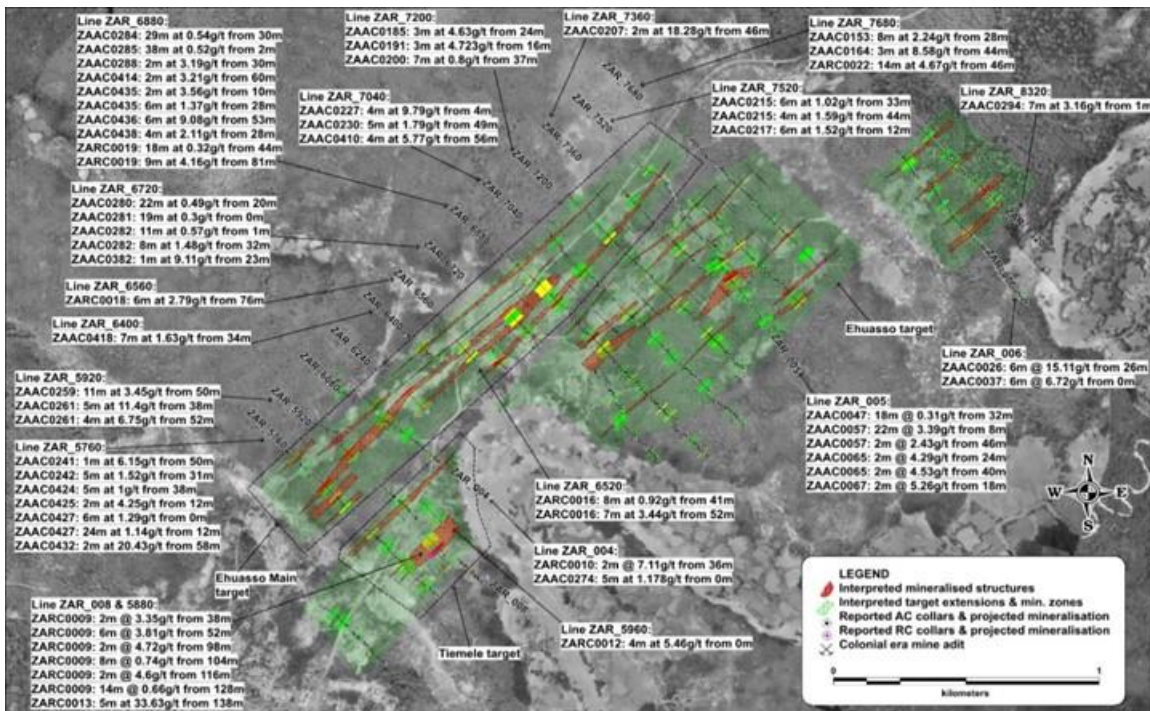 Line ZAR_6880:
ZAAC0284: 29m at 0.54g/t from 30m
ZAAC0285: 38m at 0.52g/t from 2m
ZAAC0288: 2m at 3.19g/t from 30m
ZAAC0414: 2m at 3.21g/t from 60m
ZAAC0435: 2m at 3.56g/t from 10m
ZAAC0435: 6m at 1.37g/t from 28m
ZAAC0436: 6m at 9.08g/t from 53m
ZAAC0438: 4m at 2.11g/t from 28m
ZARC0019: 18m at 0.32g/t from 44m
ZARC0019: 9m at 4.16g/t from 81m
Line ZAR_7200:
ZAAC0185: 3m at 4.63g/t from 24m
ZAAC0191: 3m at 4.723g/t from 16m
ZAAC0200: 7m at 0.8g/t from 37m
Line ZAR_7360:
ZAAC0207: 2m at 18.28g/t from 46m
Line ZAR_7680:
ZAAC0153: 8m at 2.24g/t from 28m
ZAAC0164: 3m at 8.58g/t from 44m
ZARC0022: 14m at 4.67g/t from 46m
Line ZAR_7040:
ZAAC0227: 4m at 9.79g/t from 4m
ZAAC0230: 5m at 1.79g/t from 49m
ZAAC0410: 4m at 5.77g/t from 56m
Line ZAR_7520:
ZAAC0215: 6m at 1.02g/t from 33m
ZAAC0215: 4m at 1.59g/t from 44m
ZAAC0217: 6m at 1.52g/t from 12m
Line ZAR_8320:
ZAAC0294: 7m at 3.16g/t from 1m
Line ZAR_6720:
ZAAC0280: 22m at 0.49g/t from 20m
ZAAC0281: 19m at 0.3g/t from 0m
ZAAC0282: 11m at 0.57g/t from 1m
ZAAC0282: 8m at 1.48g/t from 32m
ZAAC0382: 1m at 9.11g/t from 23m
Line ZAR_6560:
ZARC0018: 6m at 2.79g/t from 76m
Line ZAR_6400:
ZAAC0418: 7m at 1.63g/t from 34m
Line ZAR_5920:
ZAAC0259: 11m at 3.45g/t from 50m
ZAAC0261: 5m at 11.4g/t from 38m
ZAAC0261: 4m at 6.75g/t from 52m
Line ZAR_5760:
ZAAC0241: 1m at 6.15g/t from 50m
ZAAC0242: 5m at 1.52g/t from 31m
ZAAC0424: 5m at 1g/t from 38m
ZAAC0425: 2m at 4.25g/t from 12m
ZAAC0427: 6m at 1.29g/t from 0m
ZAAC0427: 24m at 1.14g/t from 12m
ZAAC0432: 2m at 20.43g/t from 58m
ZAR_7680
ZAR_7520
ZAR_7360
ZAR_7200
ZAR_7040
ZAR_6720
ZAR_6560
ZAR_6400
ZAR_6240
ZAR_6080
ZAR_5920
ZAR_5760
Ehuasso target
Line ZAR_006:
ZAAC0026: 6m @ 15.11g/t from 26m
ZAAC0037: 6m @ 6.72g/t from 0m
Line ZAR_005:
ZAAC0047: 18m @ 0.31g/t from 32m
ZAAC0057: 22m @ 3.39g/t from 8m
ZAAC0057: 2m @ 2.43g/t from 46m
ZAAC0065: 2m @ 4.29g/t from 24m
ZAAC0065: 2m @ 4.53g/t from 40m
ZAAC0067: 2m @ 5.26g/t from 18m
ZAR_004
Line ZAR_6520:
ZARC0016: 8m at 0.92g/t from 41m
ZARC0016: 7m at 3.44g/t from 52m
Line ZAR_004:
ZARC0010: 2m @ 7.11g/t from 36m
ZAAC0274: 5m at 1.178g/t from 0m
Line ZAR_5960:
ZARC0012: 4m at 5.46g/t from 0m
Ehuasso Main
target
Tiemele target
Line ZAR_008 & 5880:
ZARC0009: 2m @ 3.35g/t from 38m
ZARC0009: 6m @ 3.81g/t from 52m
ZARC0009: 2m @ 4.72g/t from 98m
ZARC0009: 8m @ 0.74g/t from 104m
ZARC0009: 2m @ 4.6g/t from 116m
ZARC0009: 14m @ 0.66g/t from 128m
ZARC0013: 5m at 33.63g/t from 138m
N
W
E
S
LEGEND
Interpreted mineralised structures
Interpreted target extensions & min. zones
Reported AC collars & projected mineralisation
Reported RC collars & projected mineralisation
Colonial era mine adit
0
1
kilometers